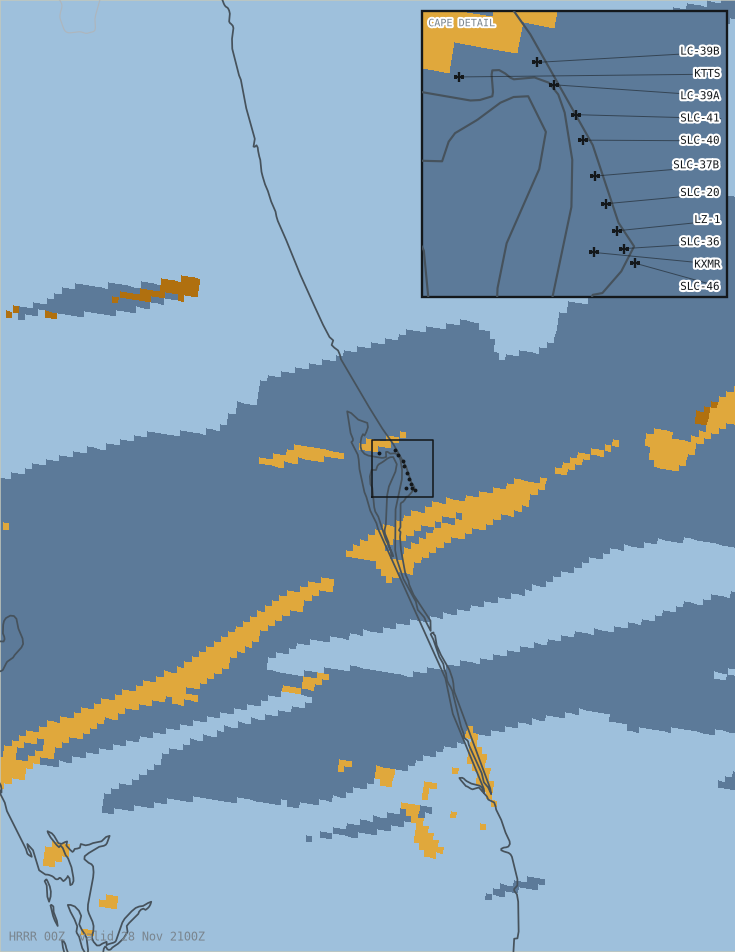 CAPE DETAIL
LC-39B
KTTS
LC-39A
SLC-41
SLC-40
SLC-37B
SLC-20
LZ-1
SLC-36
KXMR
SLC-46
HRRR 00Z  valid 28 Nov 2100Z